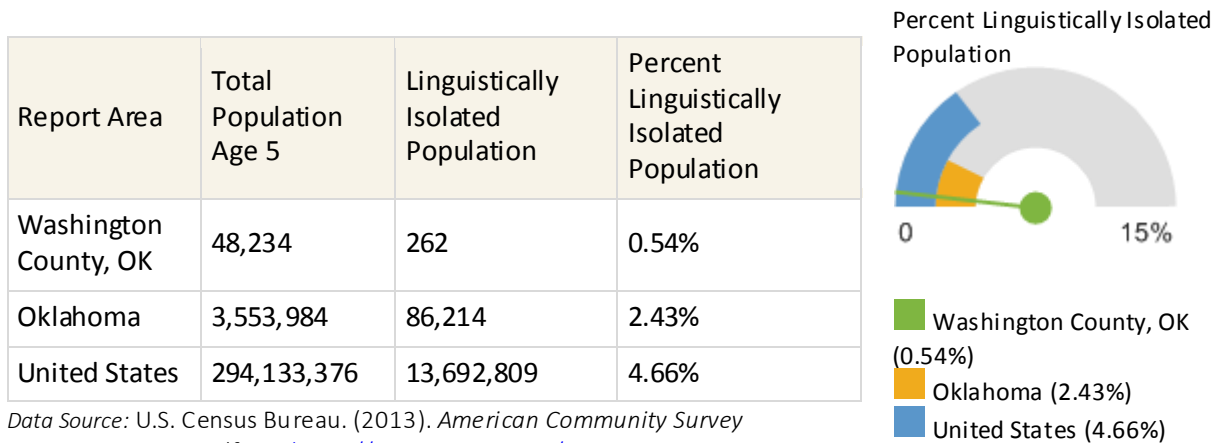 Report Area
Total
Population
Age 5
Linguistically
Isolated
Population
Percent
Linguistically
Isolated
Population
Washington
County, OK
48,234
262
0.54%
Oklahoma
3,553,984
86,214
2.43%
United States
294,133,376
13,692,809
4.66%
Data Source: U.S. Census Bureau. (2013). American Community Survey
Percent Linguistically Isolated
Population
0
15%
Washington County, OK
(0.54%)
Oklahoma (2.43%)
United States (4.66%)